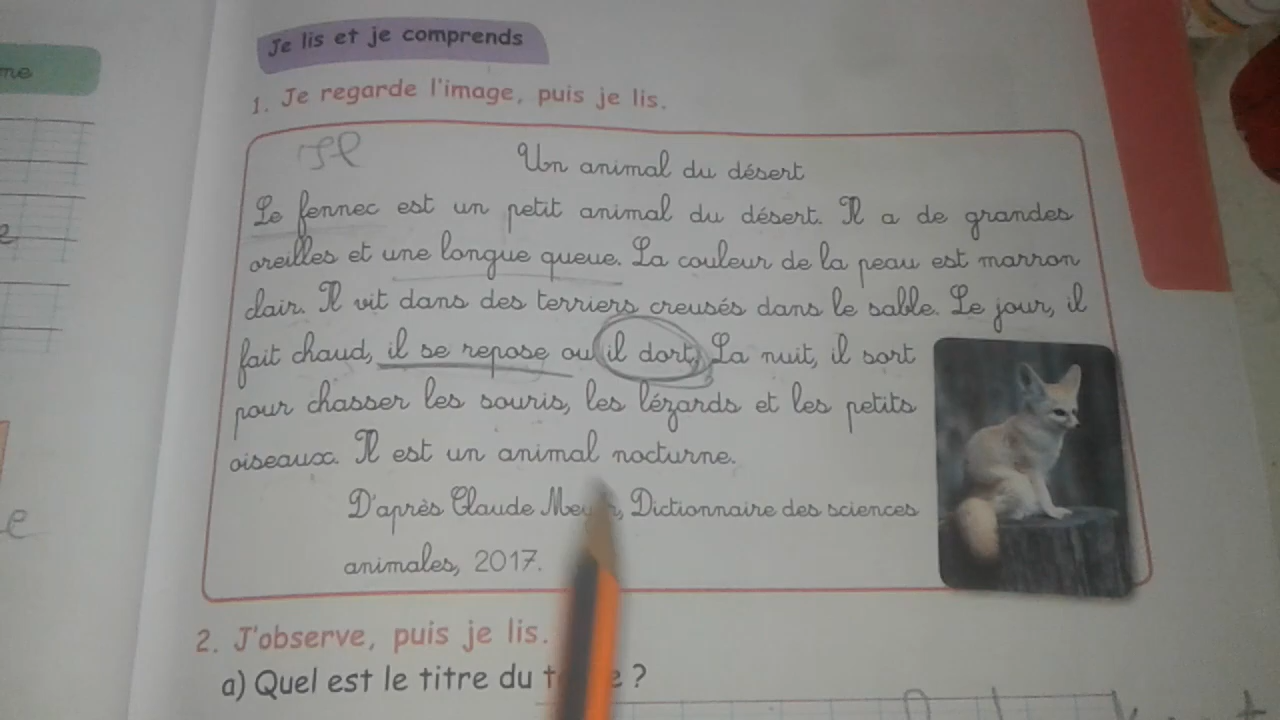 me
Je lis et je comprends
1. Je regarde l'image, puis je lis.
Un animal du désert
Le fennec est un petit animal du désert. Il a de grandes
oreilles et une longue queue. La couleur de la peau est marron
clair. Il vit dans des terriers creusés dans le sable. Le jour, il
fait chaud, il se repose ou il dort. La nuit, il sort
pour chasser les souris, les lézards et les petits
oiseaux. Il est un animal nocturne.
D'après Claude Dictionnaire des sciences
animales, 2017.
e
2. J'observe, puis je lis.
a) Quel est le titre du ?